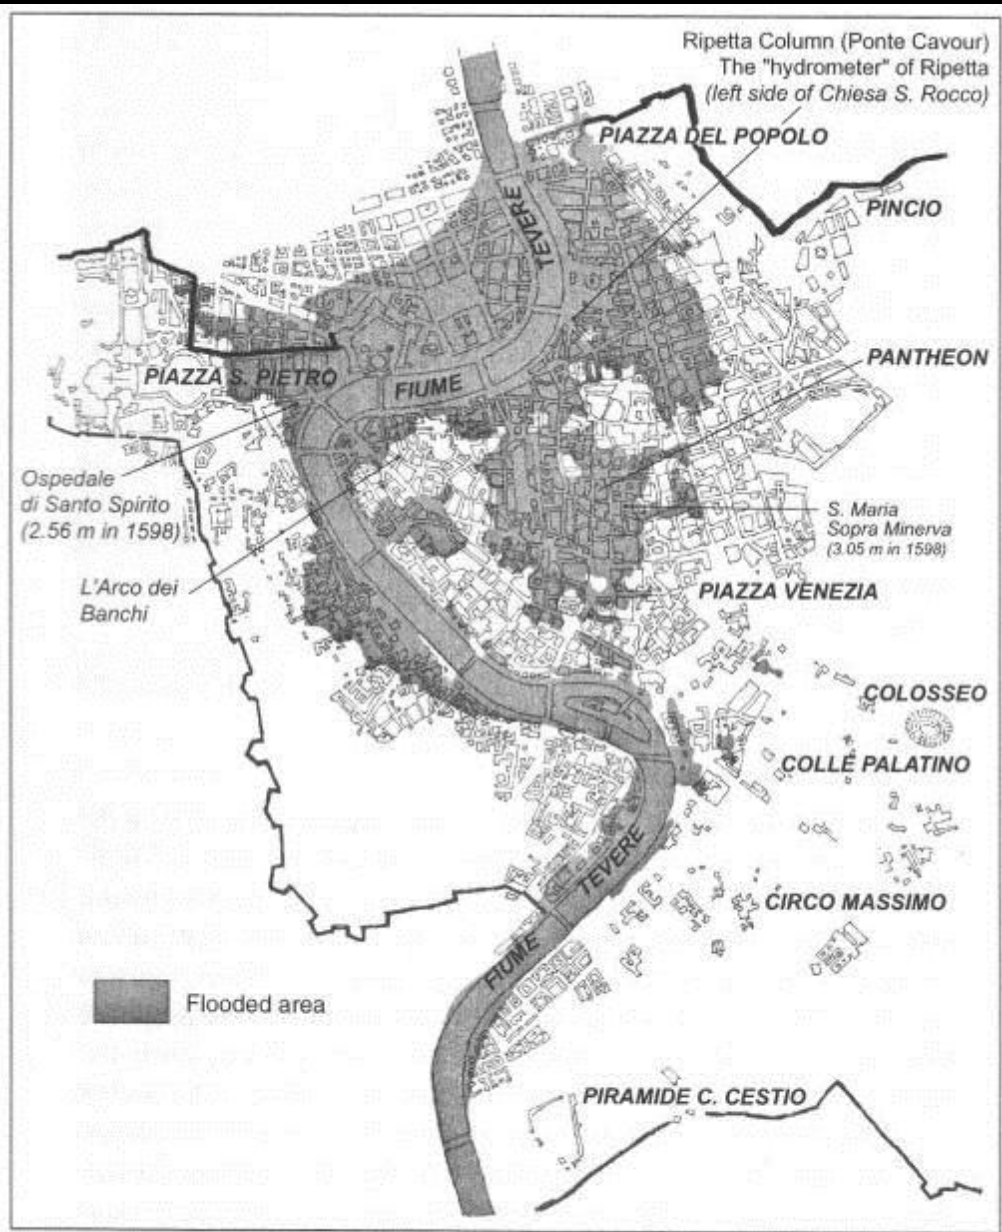 Ripetta Column (Ponte Cavour)
The "hydrometer" of Ripetta
(left side of Chiesa S. Rocco)
PIAZZA DEL POPOLO
PINCIO
TEVERE
PANTHEON
PIAZZA S. PIETRO
FIUME
Ospedale
di Santo Spirito
(2.56 m in 1598)
S. Maria
Sopra Minerva
(3.05 m in 1598)
L'Arco dei
Banchi
PIAZZA VENEZIA
COLOSSEO
COLLE PALATINO
TEVERE
CIRCO MASSIMO
FIUME
Flooded area
PIRAMIDE C. CESTIO